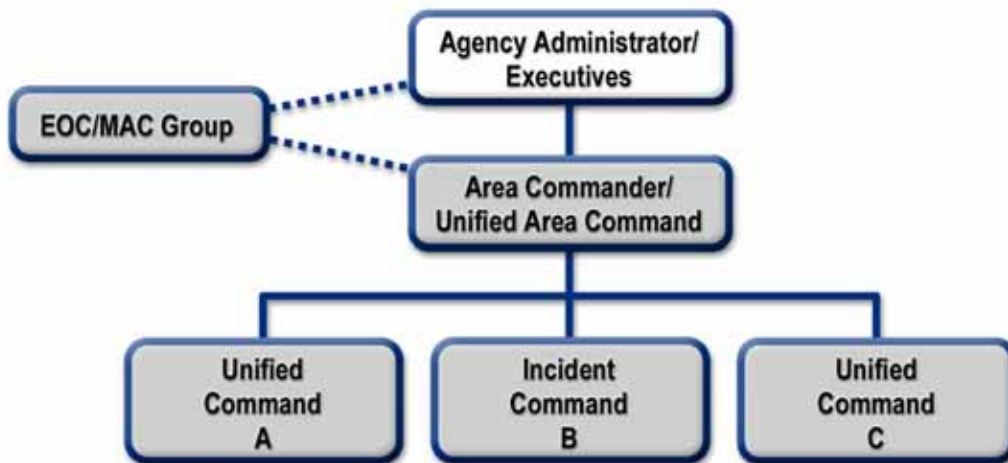 Agency Administrator/
Executives
EOC/MAC Group
Area Commander/
Unified Area Command
Unified
Command
A
Incident
Command
B
Unified
Command
C